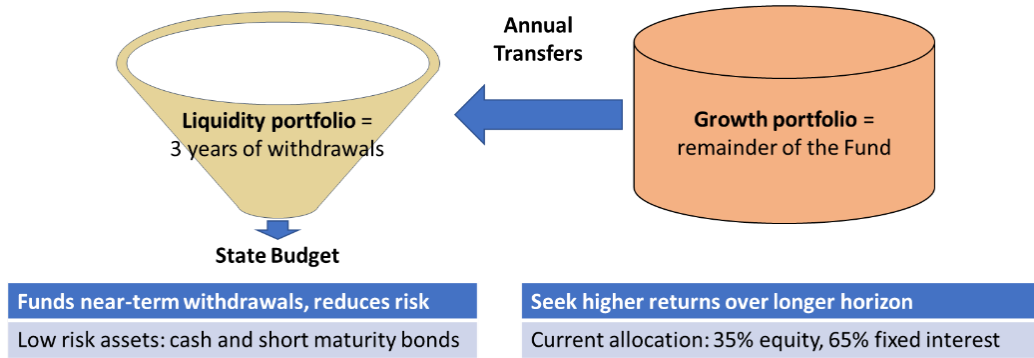 Annual
Transfers
Liquidity portfolio =
3 years of withdrawals
Growth portfolio =
remainder of the Fund
State Budget
Funds near-term withdrawals, reduces risk
Low risk assets: cash and short maturity bonds
Seek higher returns over longer horizon
Current allocation: 35% equity, 65% fixed interest